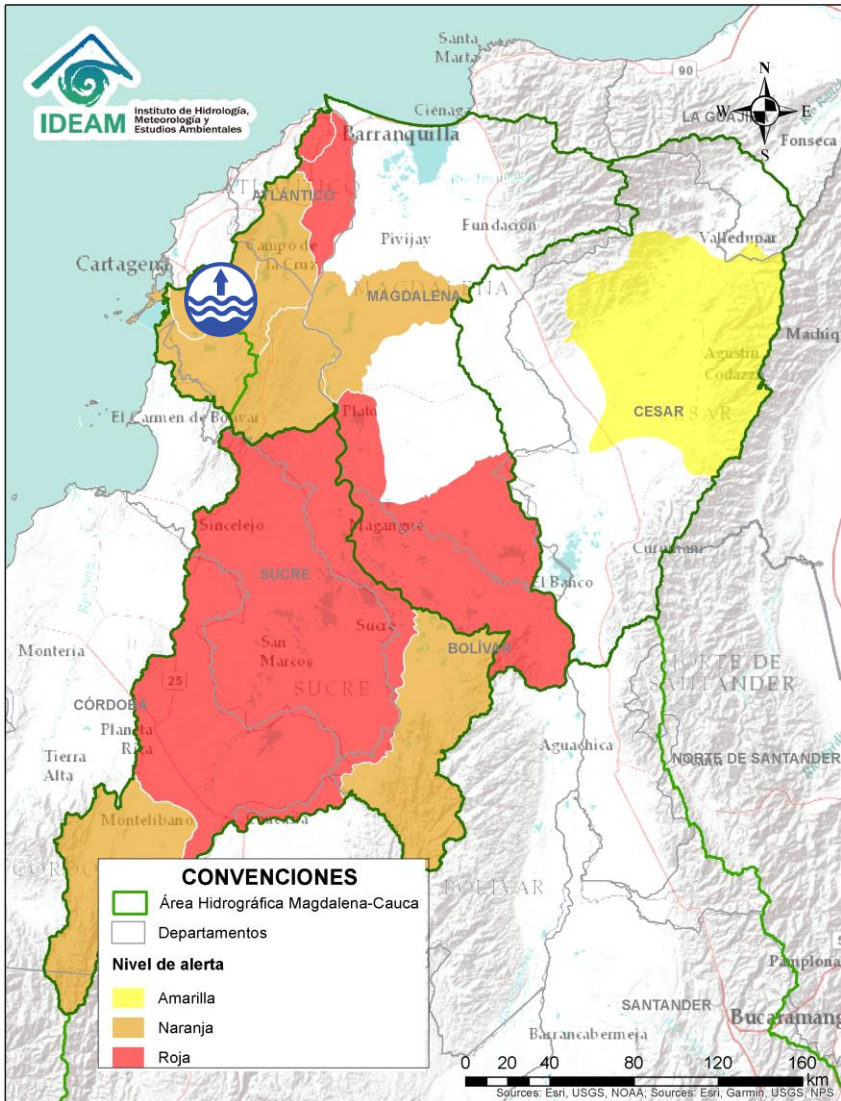 IDEAM
Instituto de Hidrología,
Meteorología y
Estudios Ambientales
Santa
Marta
90
N
W
E
S
Ciénaga
LA GUAJIRA
Fonseca
Barranquilla
ATLÁNTICO
Fundación
Valledupar
Pivijay
Campo de
la Cruz
Cartagena
MAGDALENA
Agustín
Codazzi
El Carmen de Bolívar
Plato
CESAR
Sincelejo
Magangué
Curumaní
SUCRE
El Banco
Montería
San
Marcos
Sucre
BOLÍVAR
NORTE DE
SANTANDER
25
SUCRE
CÓRDOBA
Planeta
Rica
Tierra
Alta
Aguachica
NORTE DE SANTANDER
Montelíbano
BOLÍVAR
CONVENCIONES
Área Hidrográfica Magdalena-Cauca
Departamentos
Nivel de alerta
Amarilla
Naranja
Roja
Pamplona
SANTANDER
Bucaramang
Barrancabermeja
0 20 40 80 120 160
km
Sources: Esri, USGS, NOAA; Sources: Esri, Garmin, USGS, NPS